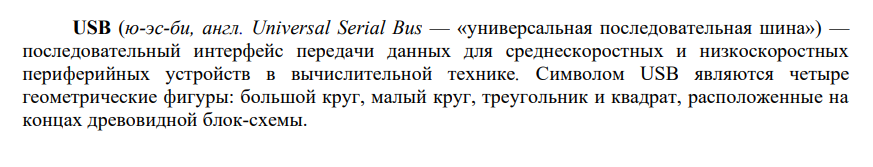 USB (ю-эс-би, англ. Universal Serial Bus — «универсальная последовательная шина») —
последовательный интерфейс передачи данных для среднескоростных и низкоскоростных
периферийных устройств в вычислительной технике. Символом USB являются четыре
геометрические фигуры: большой круг, малый круг, треугольник и квадрат, расположенные на
концах древовидной блок-схемы.